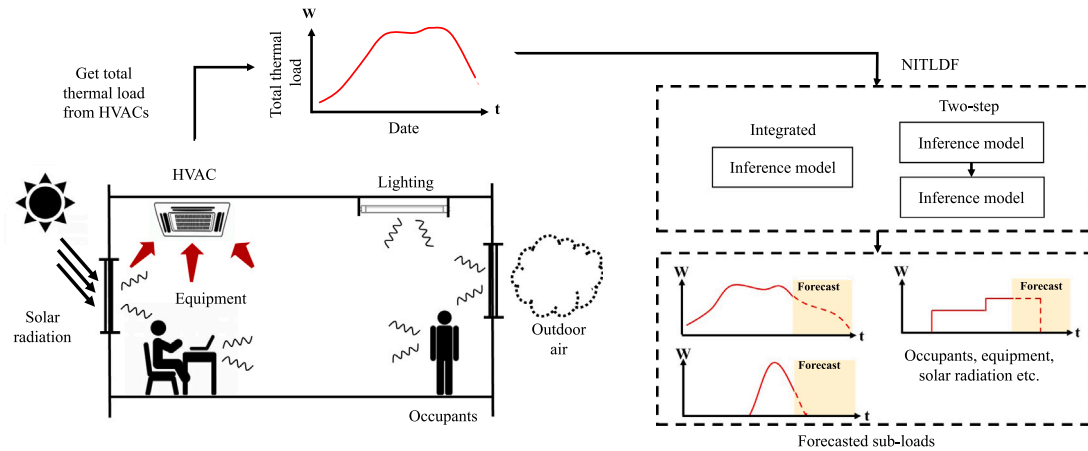 W
Total thermal
load
t
Date
Get total
thermal load
from HVACs
NITLDF
Integrated
Inference model
Two-step
Inference model
Inference model
HVAC
Lighting
Equipment
Solar
radiation
Outdoor
air
Occupants
W
Forecast
t
W
Forecast
t
W
Forecast
t
Occupants, equipment,
solar radiation etc.
Forecasted sub-loads